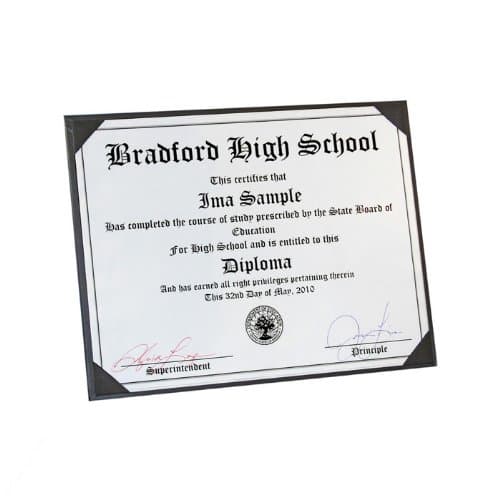 Bradford High School
This certifies that
Ima Sample
Has completed the course of study prescribed by the State Board of
Education
For High School and is entitled to this
Diploma
And has earned all right privileges pertaining therein
This 32nd Day of May, 2010
Superintendent
Principle